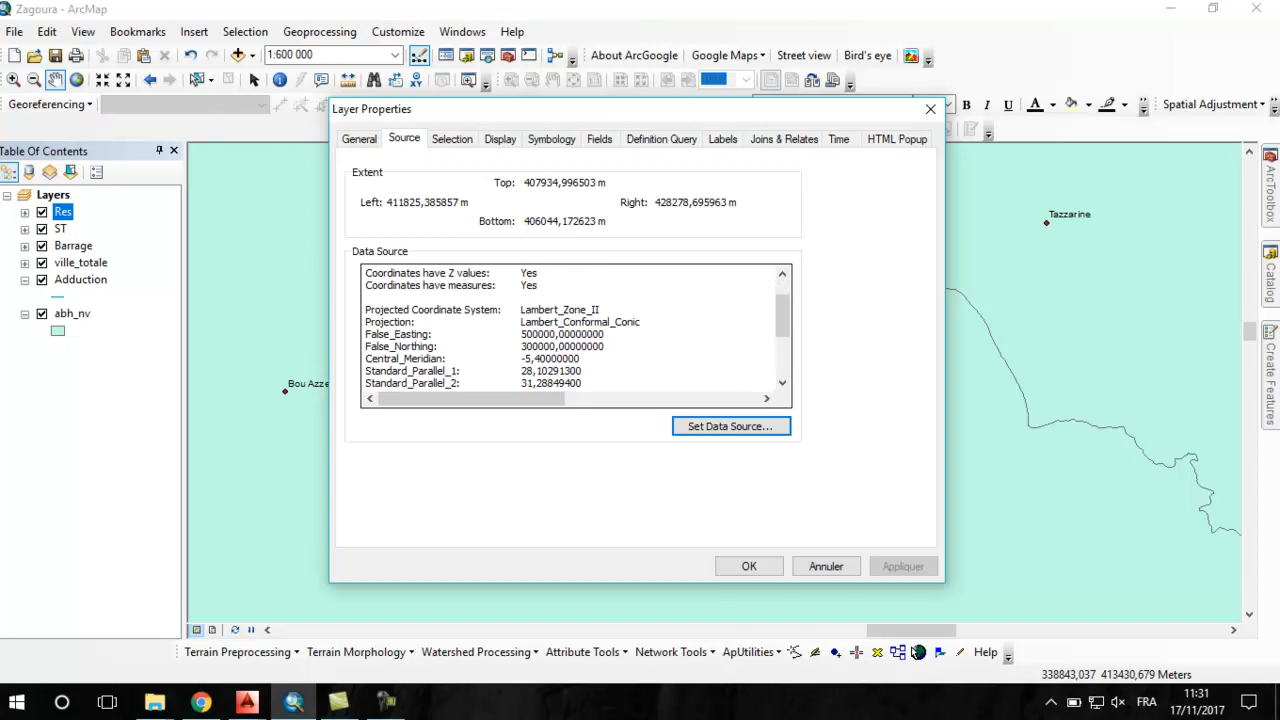 Zagoura - ArcMap
File Edit View Bookmarks Insert Selection Geoprocessing Customize Windows Help
1:600 000 About ArcGoogle Google Maps Street view Bird's eye
Georeferencing B I U A Spatial Adjustment
Table Of Contents
Layers
Res
ST
Barrage
ville_totale
Adduction
abh_nv
Layer Properties
General Source Selection Display Symbology Fields Definition Query Labels Joins & Relates Time HTML Popup
Extent
Top: 407934,996503 m
Left: 411825,385857 m Right: 428278,695963 m
Bottom: 406044,172623 m
Data Source
Coordinates have Z values: Yes
Coordinates have measures: Yes
Projected Coordinate System: Lambert_Zone_II
Projection: Lambert_Conformal_Conic
False_Easting: 500000,00000000
False_Northing: 300000,00000000
Central_Meridian: -5,40000000
Standard_Parallel_1: 28,10291300
Standard_Parallel_2: 31,28849400
Set Data Source...
OK Annuler Appliquer
Tazzarine
Bou Azze
ArcToolbox
Catalog
Create Features
Terrain Preprocessing Terrain Morphology Watershed Processing Attribute Tools Network Tools ApUtilities Help
338843,037 413430,679 Meters
FRA
11:31
17/11/2017